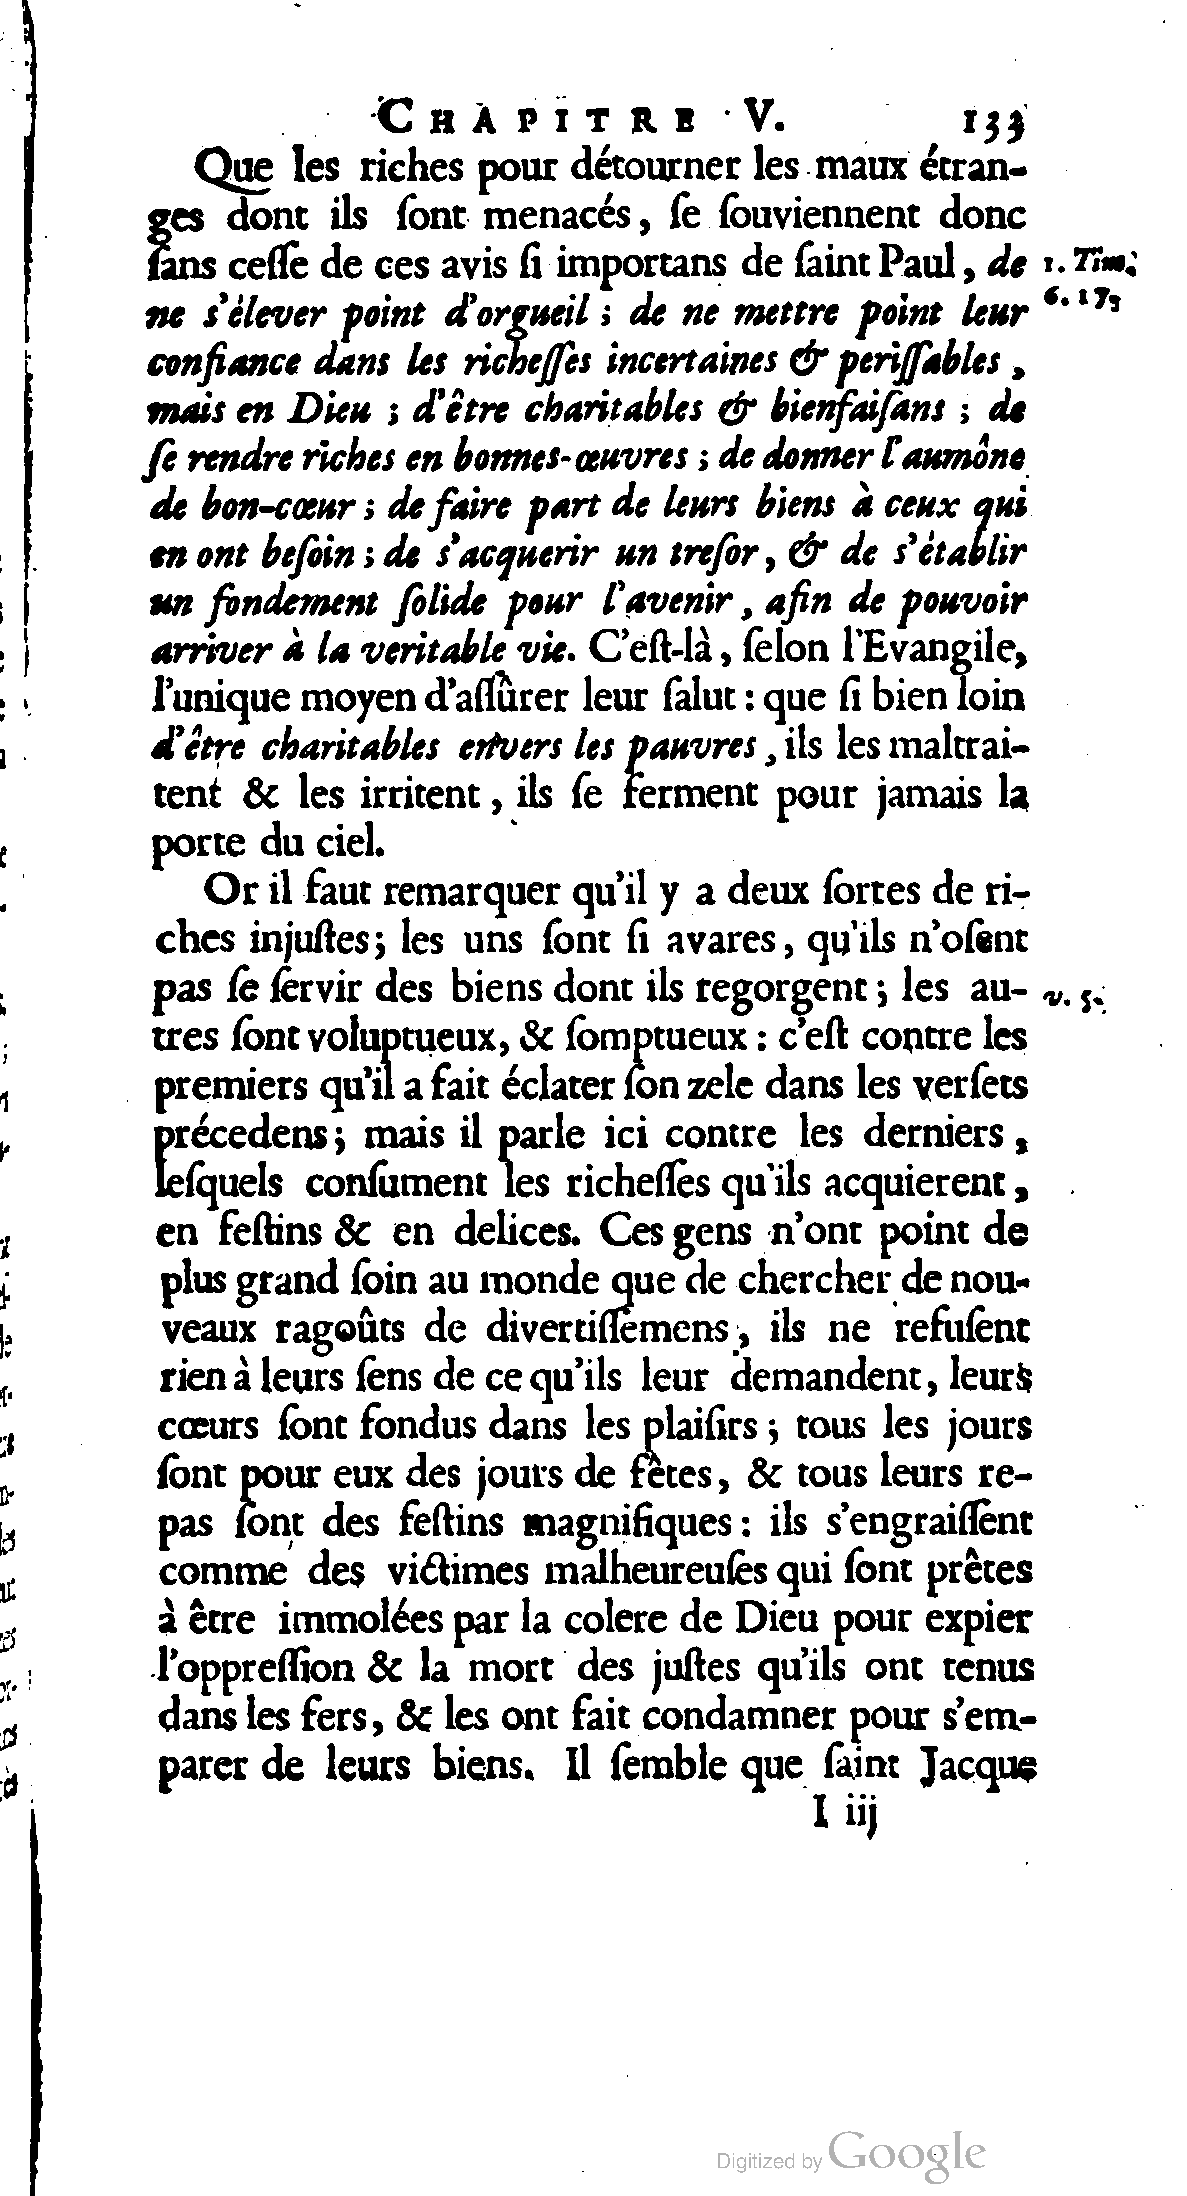 CHAPITRE V. 133
Que les riches pour détourner les maux étran-
ges dont ils ſont menacés, ſe ſouviennent donc
ſans ceſſe de ces avis ſi importans de ſaint Paul, de 1. Tim.
ne s'élever point d'orgueil ; de ne mettre point leur 6. 17.
confiance dans les richeſſes incertaines & periſſables ,
mais en Dieu ; d'être charitables & bienfaiſans ; de
ſe rendre riches en bonnes-œuvres ; de donner l'aumône
de bon-cœur ; de faire part de leurs biens à ceux qui
en ont beſoin ; de s'acquerir un treſor, & de s'établir
un fondement ſolide pour l'avenir , afin de pouvoir
arriver à la veritable vie. C'eſt-là, ſelon l'Evangile,
l'unique moyen d'aſſûrer leur ſalut : que ſi bien loin
d'être charitables envers les pauvres , ils les maltrai-
tent & les irritent , ils ſe ferment pour jamais la
porte du ciel.
Or il faut remarquer qu'il y a deux ſortes de ri-
ches injuſtes; les uns ſont ſi avares, qu'ils n'oſent
pas ſe ſervir des biens dont ils regorgent ; les au- v. 5.
tres ſont voluptueux, & ſomptueux : c'eſt contre les
premiers qu'il a fait éclater ſon zele dans les verſets
précedens; mais il parle ici contre les derniers ,
leſquels conſument les richeſſes qu'ils acquierent ,
en feſtins & en delices. Ces gens n'ont point de
plus grand ſoin au monde que de chercher de nou-
veaux ragoûts de divertiſſemens, ils ne refuſent
rien à leurs ſens de ce qu'ils leur demandent, leurs
cœurs ſont fondus dans les plaiſirs ; tous les jours
ſont pour eux des jours de fêtes, & tous leurs re-
pas ſont des feſtins magnifiques : ils s'engraiſſent
comme des victimes malheureuſes qui ſont prêtes
à être immolées par la colere de Dieu pour expier
l'oppreſſion & la mort des juſtes qu'ils ont tenus
dans les fers, & les ont fait condamner pour s'em-
parer de leurs biens. Il ſemble que ſaint Jacque
I iij
Digitized by Google